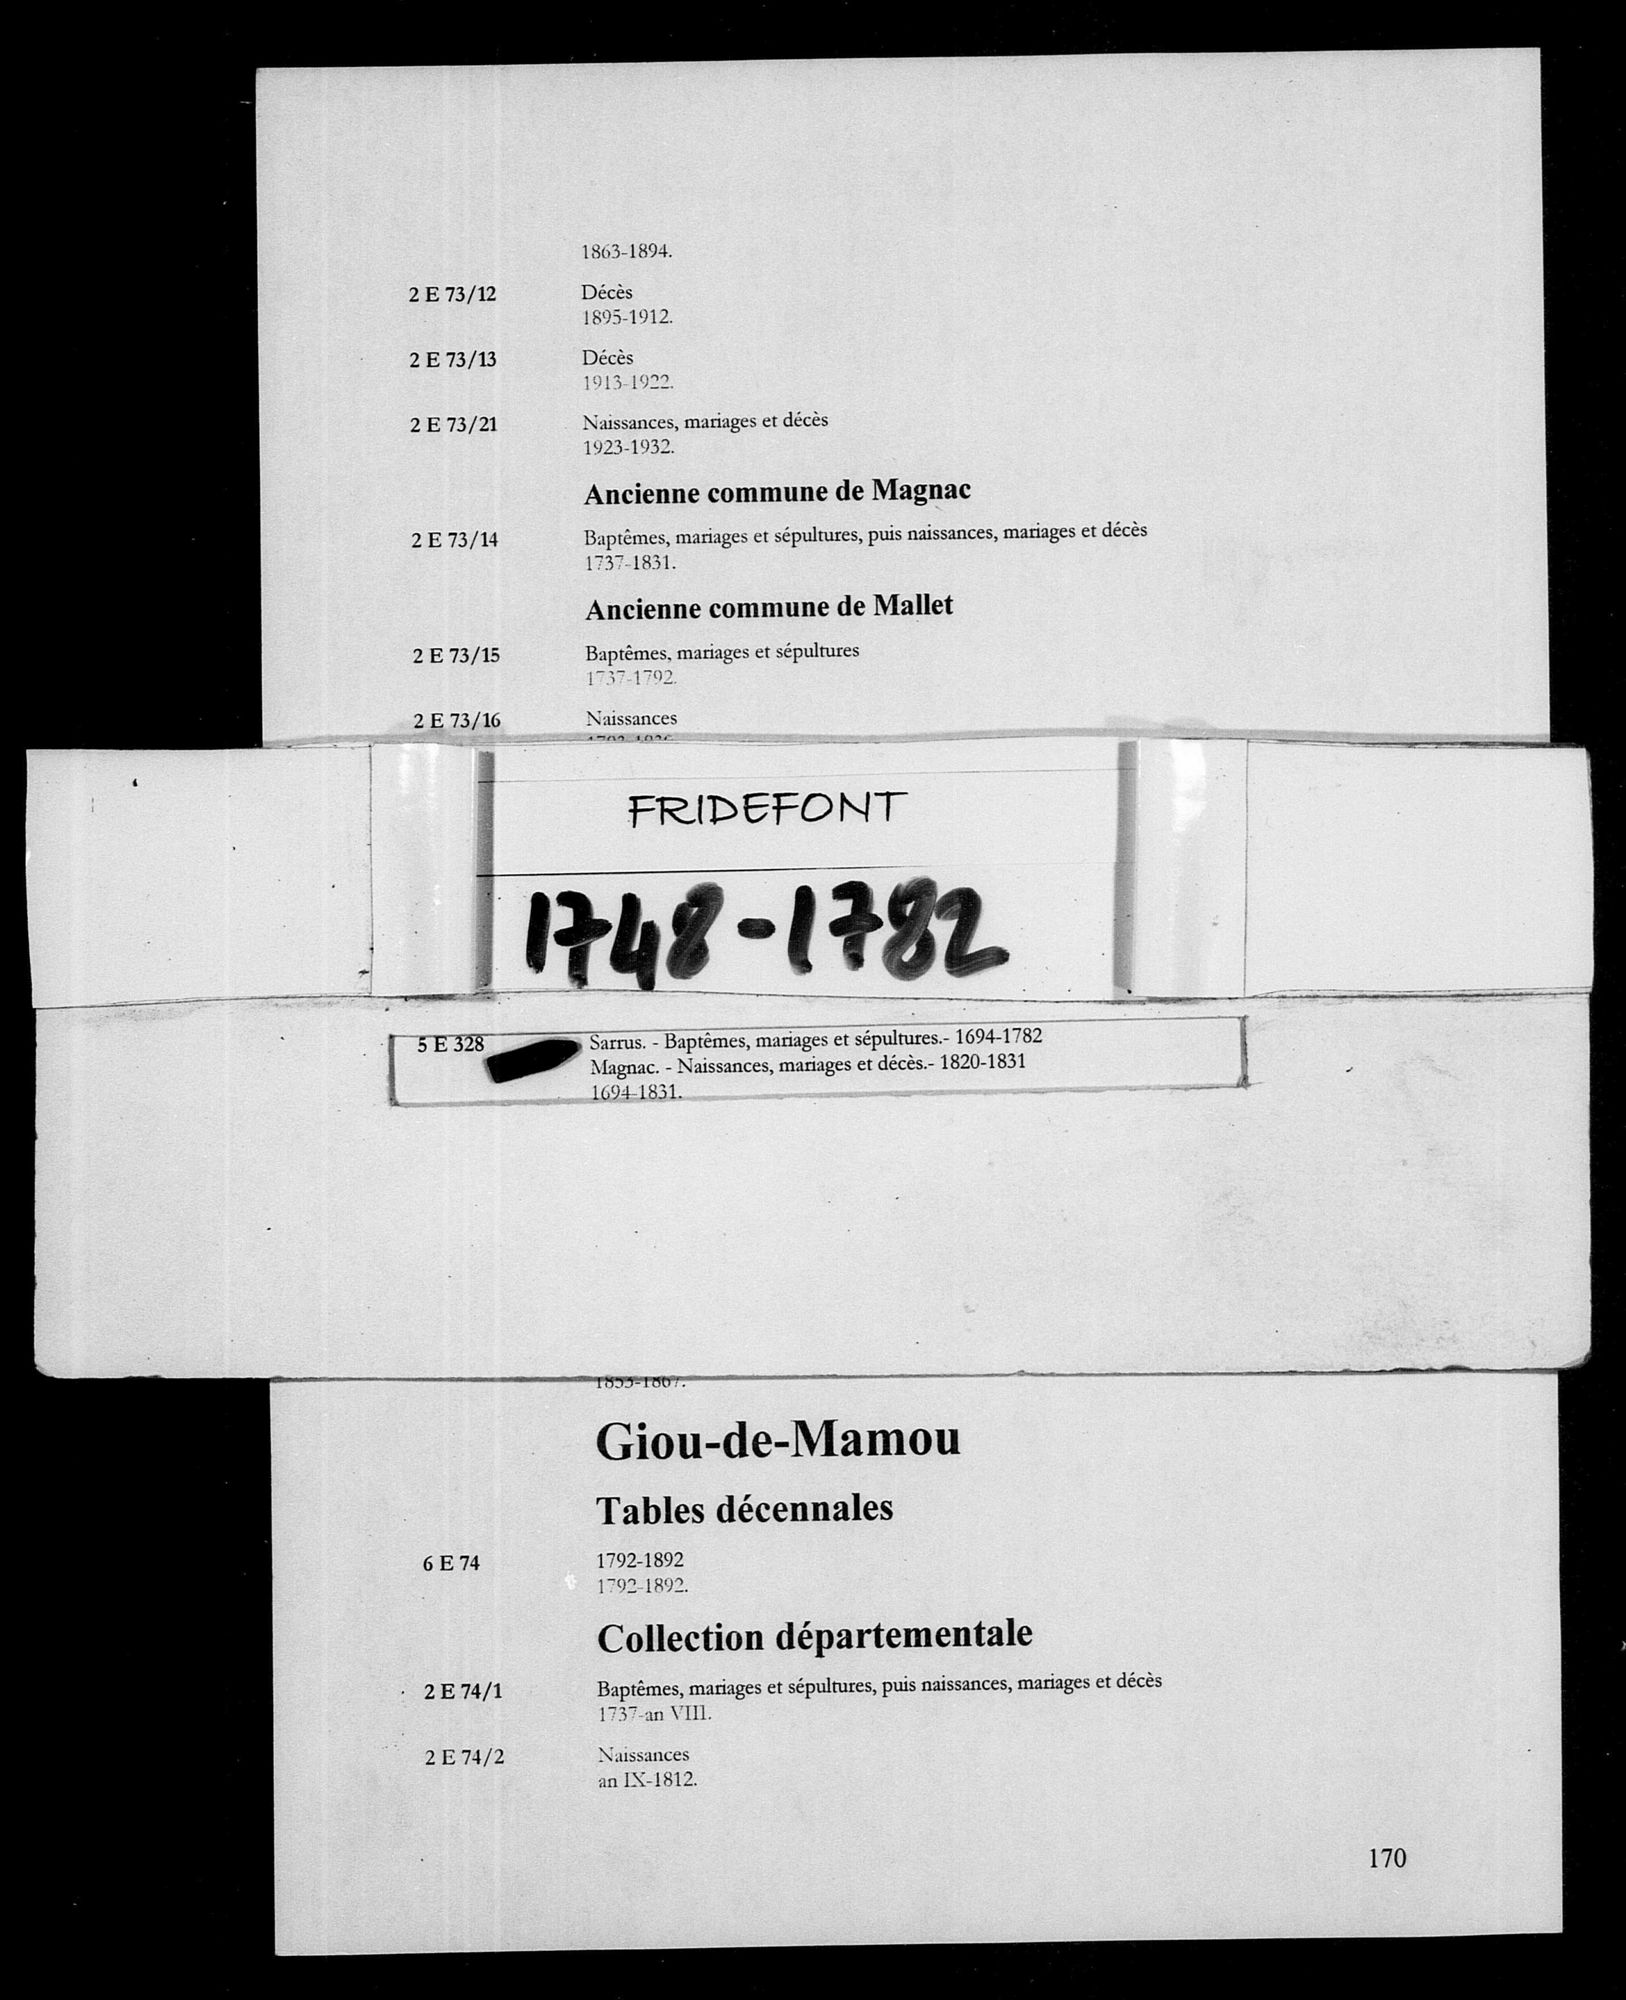 1863-1894.
2 E 73/12 Décès
1895-1912.
2 E 73/13 Décès
1913-1922.
2 E 73/21 Naissances, mariages et décès
1923-1932.
Ancienne commune de Magnac
2 E 73/14 Baptêmes, mariages et sépultures, puis naissances, mariages et décès
1737-1831.
Ancienne commune de Mallet
2 E 73/15 Baptêmes, mariages et sépultures
1737-1792.
2 E 73/16 Naissances
FRIDEFONT
1748-1782
5 E 328 Sarrus. - Baptêmes, mariages et sépultures.- 1694-1782
Magnac. - Naissances, mariages et décès.- 1820-1831
1694-1831.
1853-1867.
Giou-de-Mamou
Tables décennales
6 E 74 1792-1892
1792-1892.
Collection départementale
2 E 74/1 Baptêmes, mariages et sépultures, puis naissances, mariages et décès
1737-an VIII.
2 E 74/2 Naissances
an IX-1812.
170